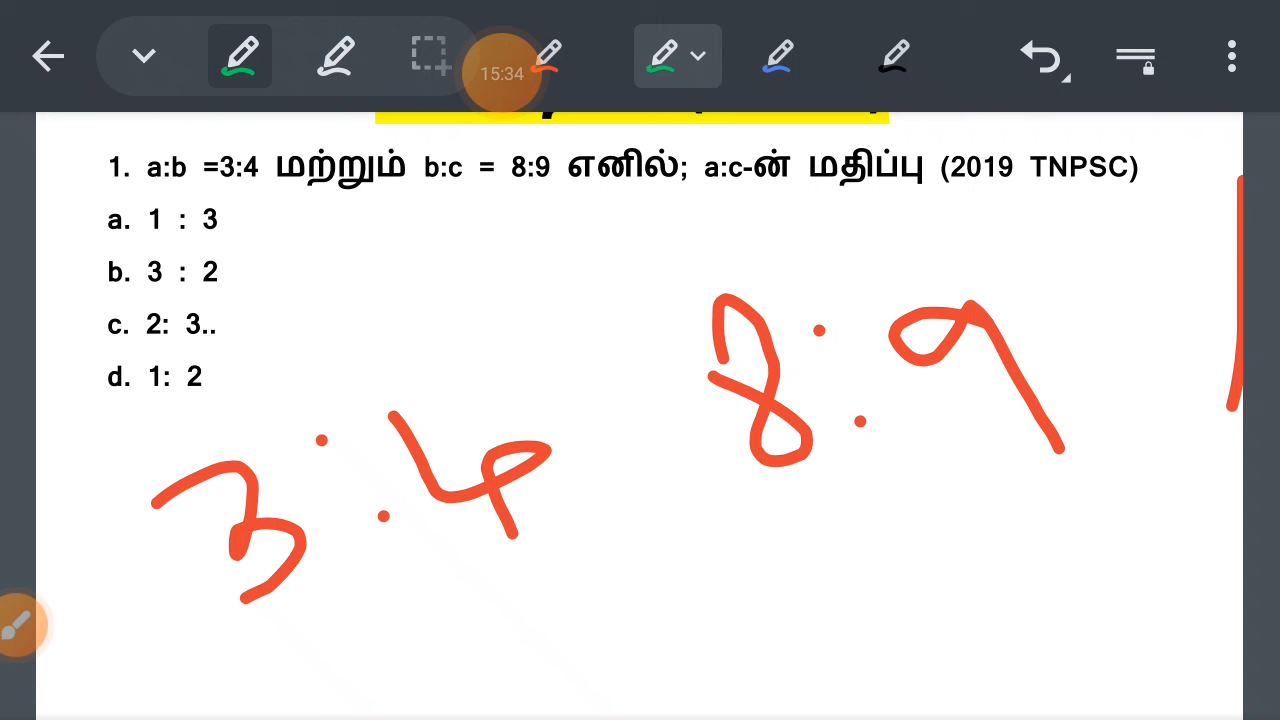 15:34
1. a:b =3:4 மற்றும் b:c = 8:9 எனில்; a:c-ன் மதிப்பு (2019 TNPSC)
a. 1 : 3
b. 3 : 2
c. 2: 3..
d. 1: 2
3:4 8:9